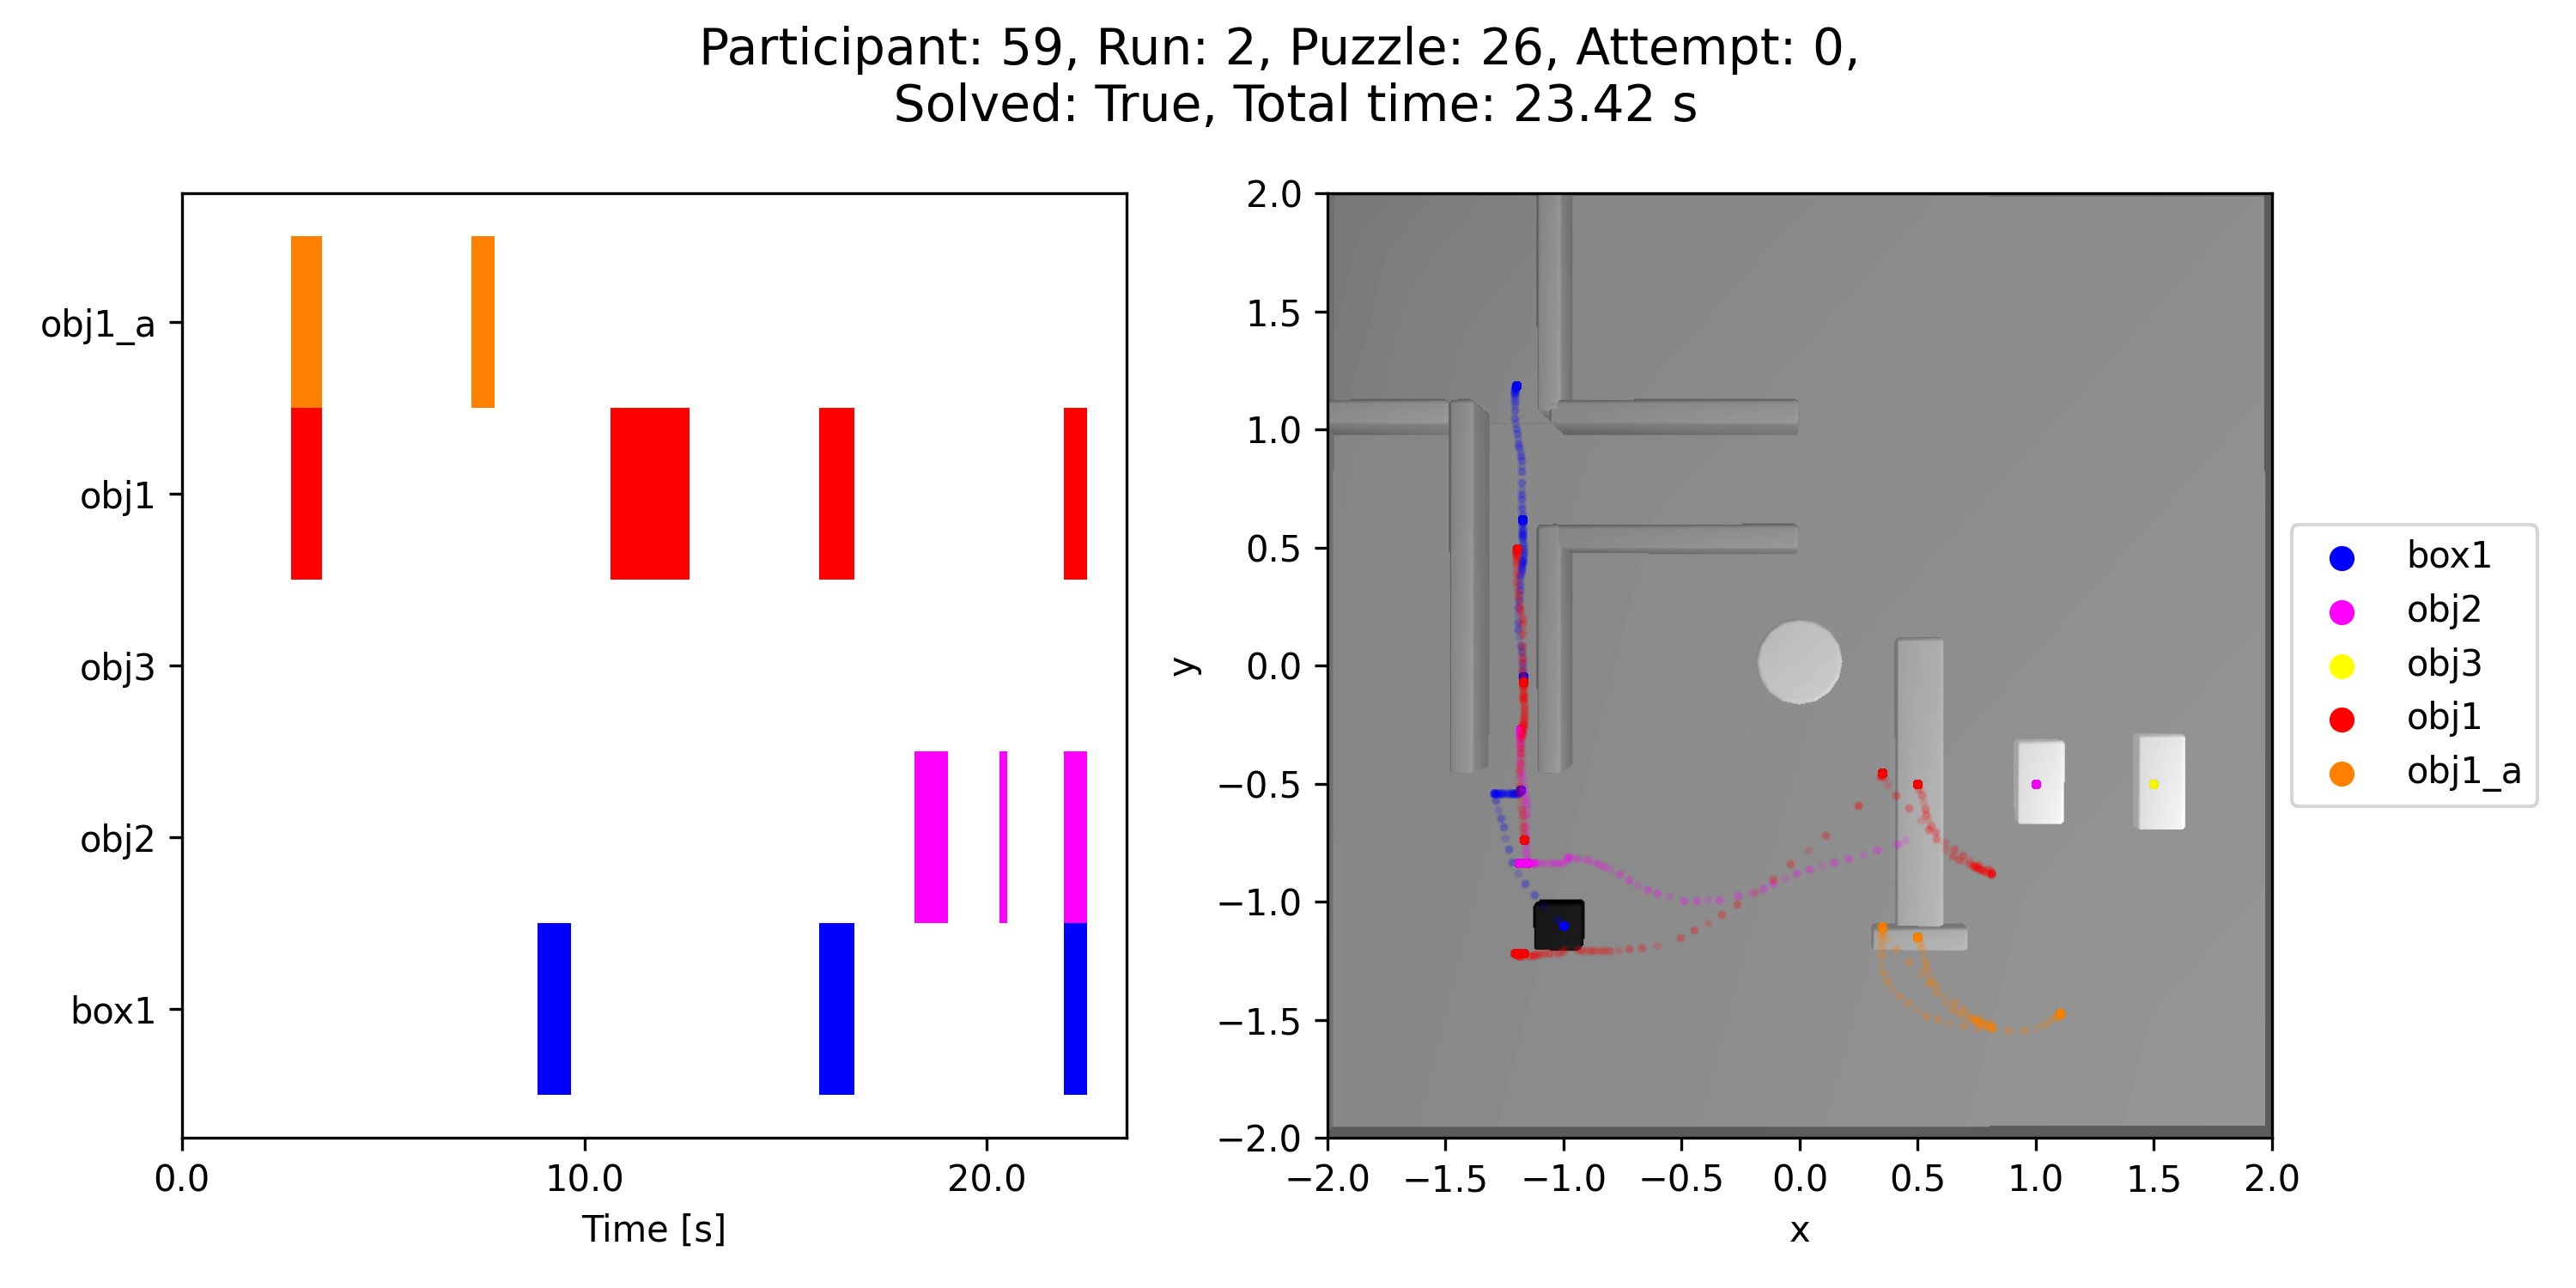 Participant: 59, Run: 2, Puzzle: 26, Attempt: 0,
Solved: True, Total time: 23.42 s
obj1_a
obj1
obj3
obj2
box1
0.0 10.0 20.0
Time [s]
2.0
1.5
1.0
0.5
0.0
−0.5
−1.0
−1.5
−2.0
y
−2.0 −1.5 −1.0 −0.5 0.0 0.5 1.0 1.5 2.0
x
box1
obj2
obj3
obj1
obj1_a